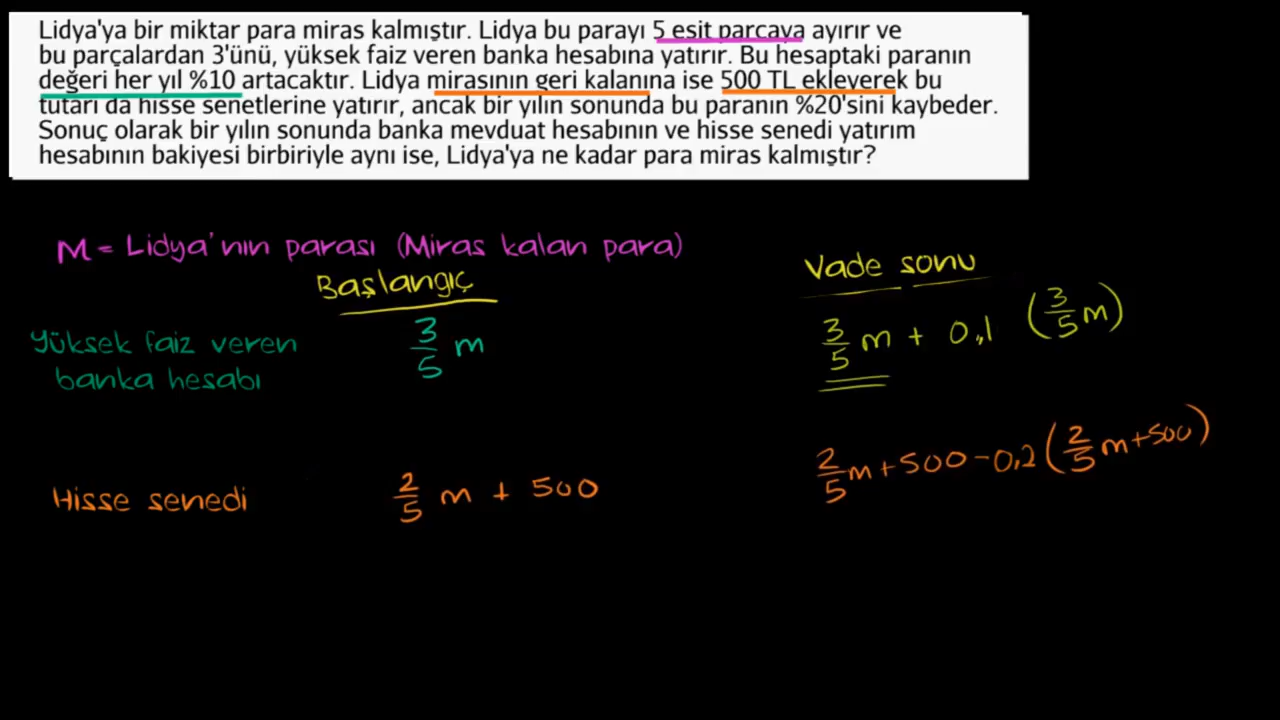 Lidya'ya bir miktar para miras kalmıştır. Lidya bu parayı 5 eşit parçaya ayırır ve
bu parçalardan 3'ünü, yüksek faiz veren banka hesabına yatırır. Bu hesaptaki paranın
değeri her yıl %10 artacaktır. Lidya mirasının geri kalanına ise 500 TL ekleyerek bu
tutarı da hisse senetlerine yatırır, ancak bir yılın sonunda bu paranın %20'sini kaybeder.
Sonuç olarak bir yılın sonunda banka mevduat hesabının ve hisse senedi yatırım
hesabının bakiyesi birbiriyle aynı ise, Lidya'ya ne kadar para miras kalmıştır?
M = Lidya'nın parası (Miras kalan para)
Başlangıç
Vade sonu
Yüksek faiz veren
banka hesabı
3/5 m
3/5 m + 0,1 (3/5 m)
Hisse senedi
2/5 m + 500
2/5 m + 500 - 0,2 (2/5 m + 500)